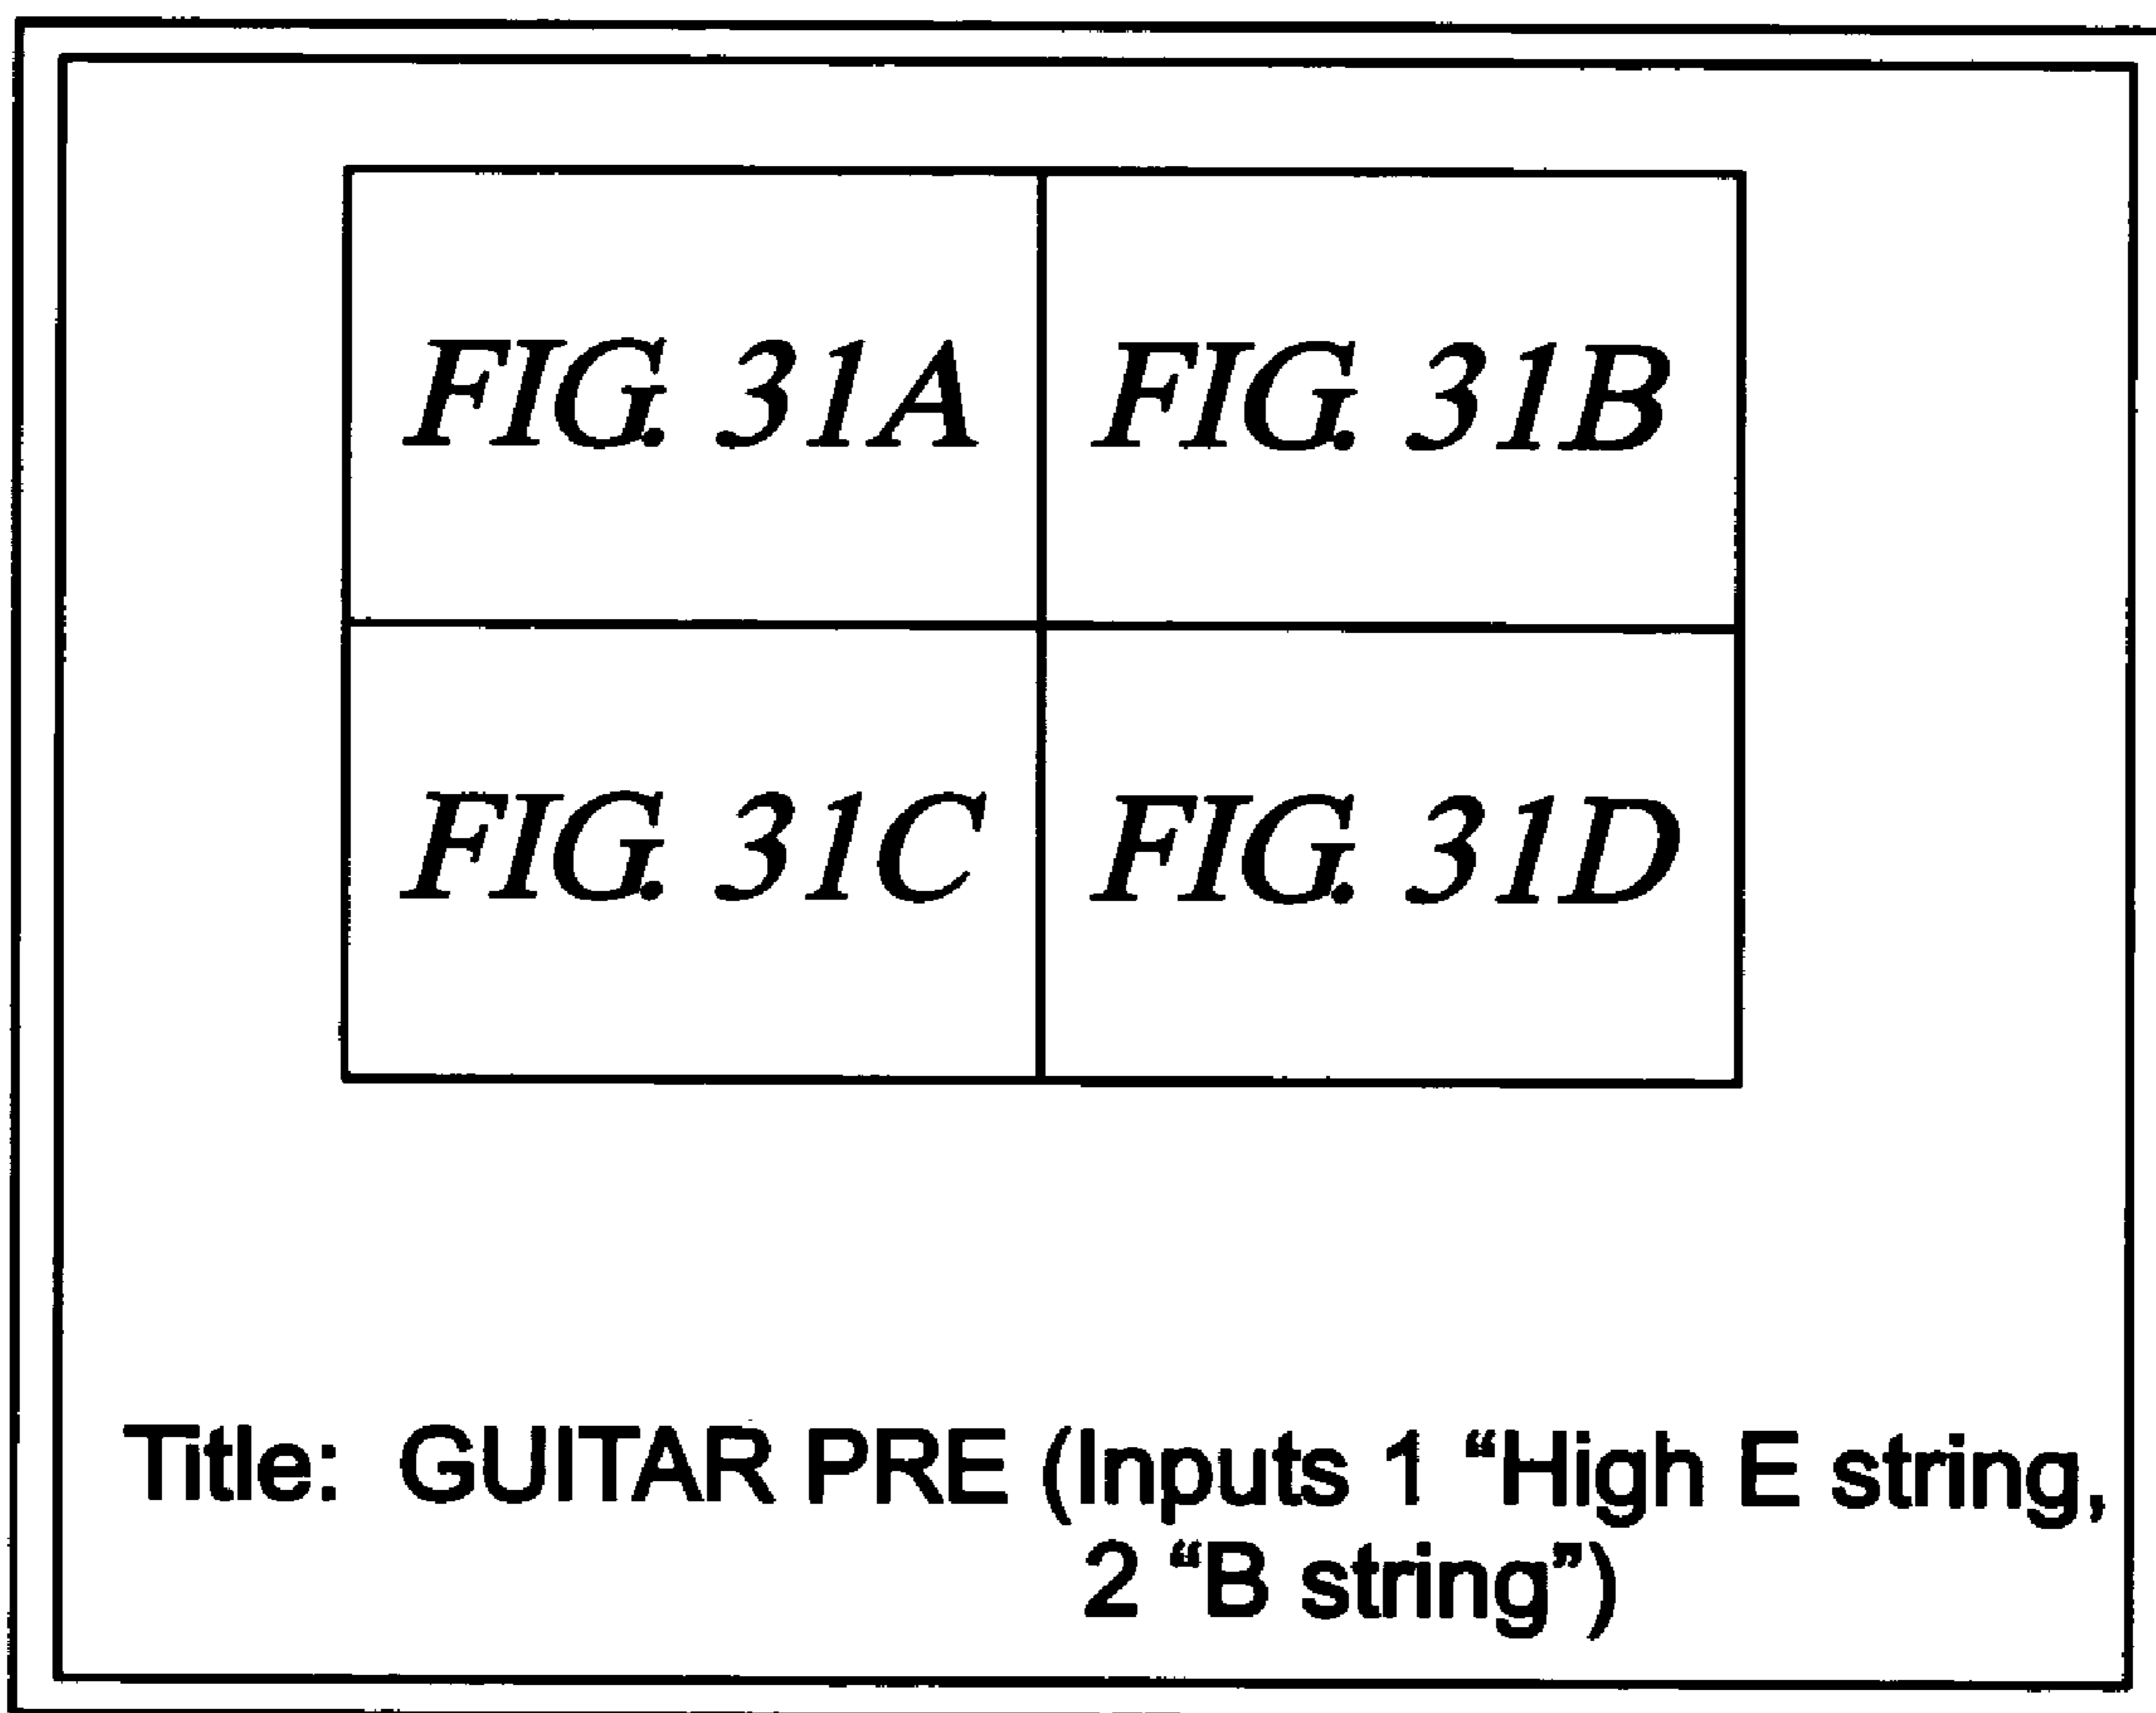 FIG. 31A FIG. 31B
FIG. 31C FIG. 31D
Title: GUITAR PRE (Inputs 1 “High E string,
2 “B string”)